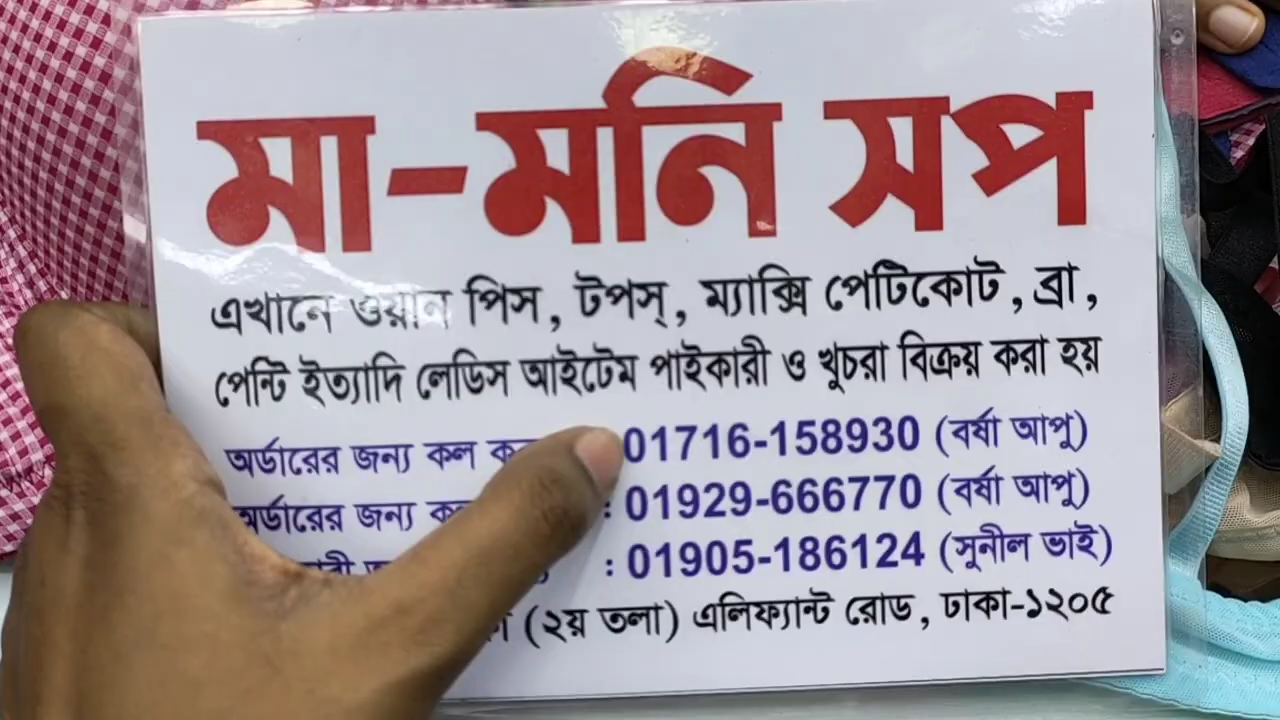 মা-মনি সপ
এখানে ওয়ান পিস, টপস্, ম্যাক্সি পেটিকোট, ব্রা,
পেন্টি ইত্যাদি লেডিস আইটেম পাইকারী ও খুচরা বিক্রয় করা হয়
অর্ডারের জন্য কল 01716-158930 (বর্ষা আপু)
অর্ডারের জন্য : 01929-666770 (বর্ষা আপু)
: 01905-186124 (সুনীল ভাই)
(২য় তলা) এলিফ্যান্ট রোড, ঢাকা-১২০৫